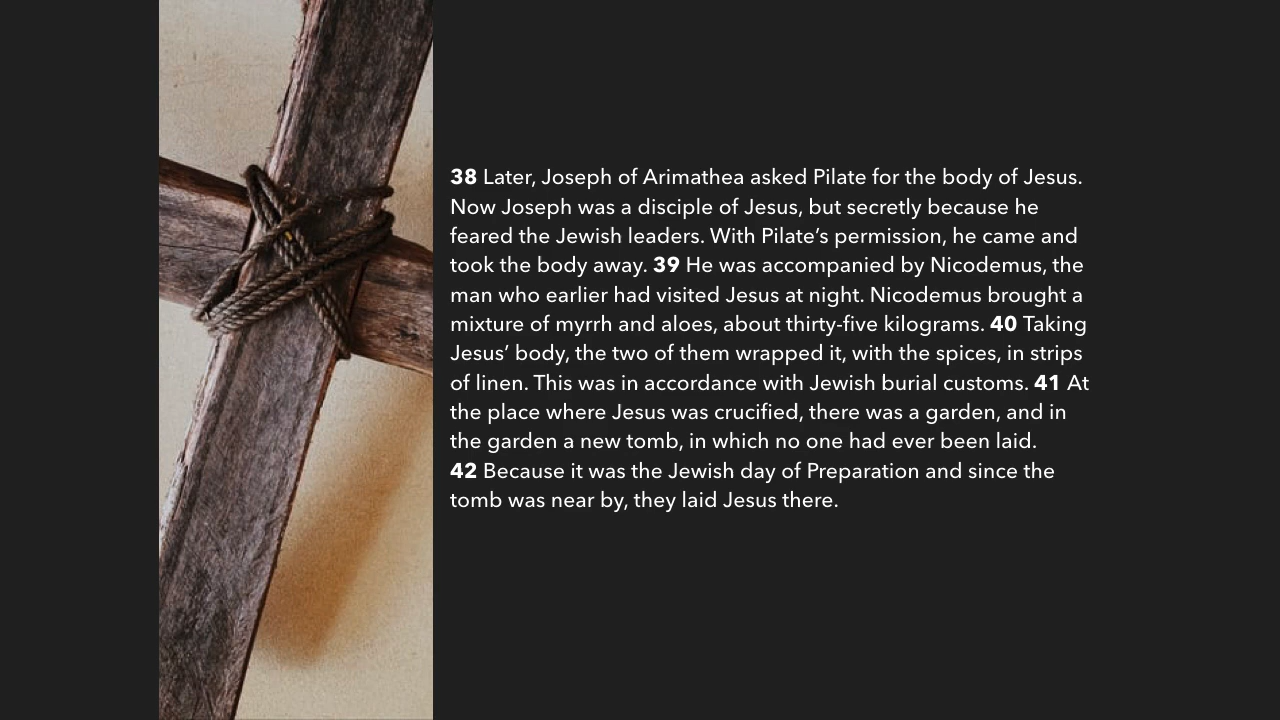 38 Later, Joseph of Arimathea asked Pilate for the body of Jesus.
Now Joseph was a disciple of Jesus, but secretly because he
feared the Jewish leaders. With Pilate’s permission, he came and
took the body away. 39 He was accompanied by Nicodemus, the
man who earlier had visited Jesus at night. Nicodemus brought a
mixture of myrrh and aloes, about thirty-five kilograms. 40 Taking
Jesus’ body, the two of them wrapped it, with the spices, in strips
of linen. This was in accordance with Jewish burial customs. 41 At
the place where Jesus was crucified, there was a garden, and in
the garden a new tomb, in which no one had ever been laid.
42 Because it was the Jewish day of Preparation and since the
tomb was near by, they laid Jesus there.